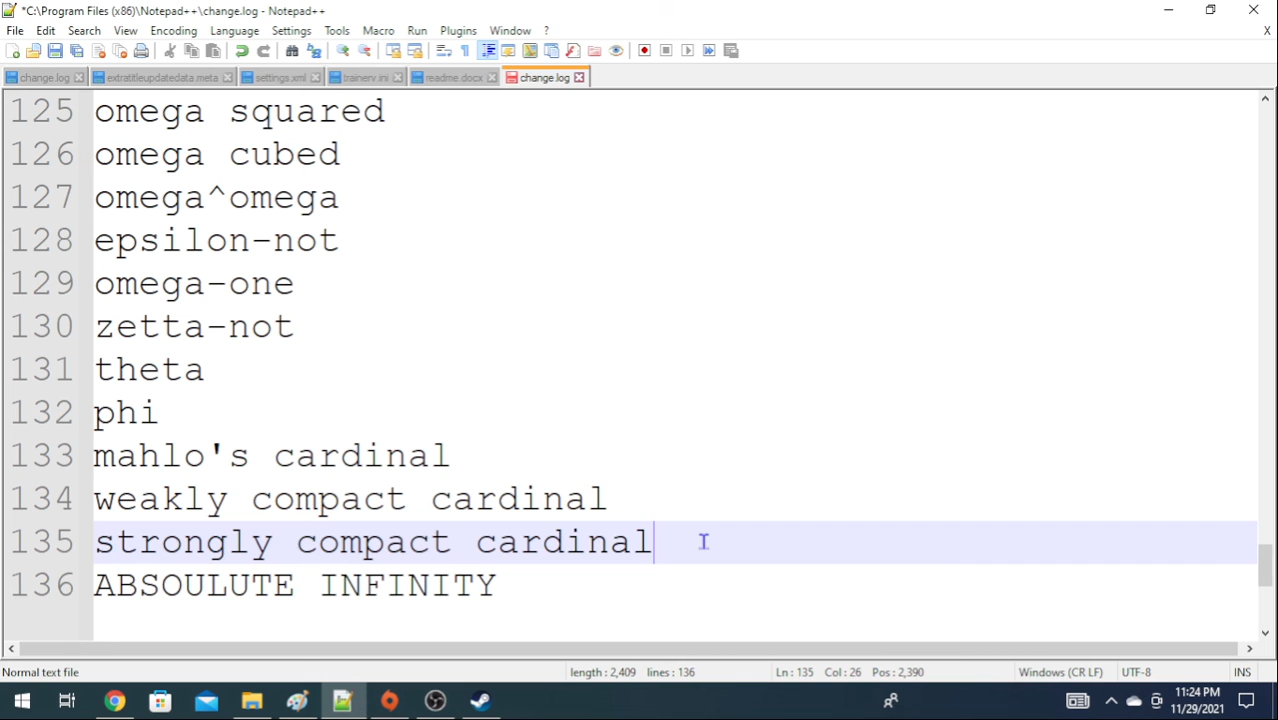 *C:\Program Files (x86)\Notepad++\change.log - Notepad++
File Edit Search View Encoding Language Settings Tools Macro Run Plugins Window ? X
change.log extratitleupdatedata.meta settings.xml trainerv.ini readme.docx change.log
125 omega squared
126 omega cubed
127 omega^omega
128 epsilon-not
129 omega-one
130 zetta-not
131 theta
132 phi
133 mahlo's cardinal
134 weakly compact cardinal
135 strongly compact cardinal
136 ABSOULUTE INFINITY
Normal text file length : 2,409 lines : 136 Ln : 135 Col : 26 Pos : 2,390 Windows (CR LF) UTF-8 INS
11:24 PM
11/29/2021